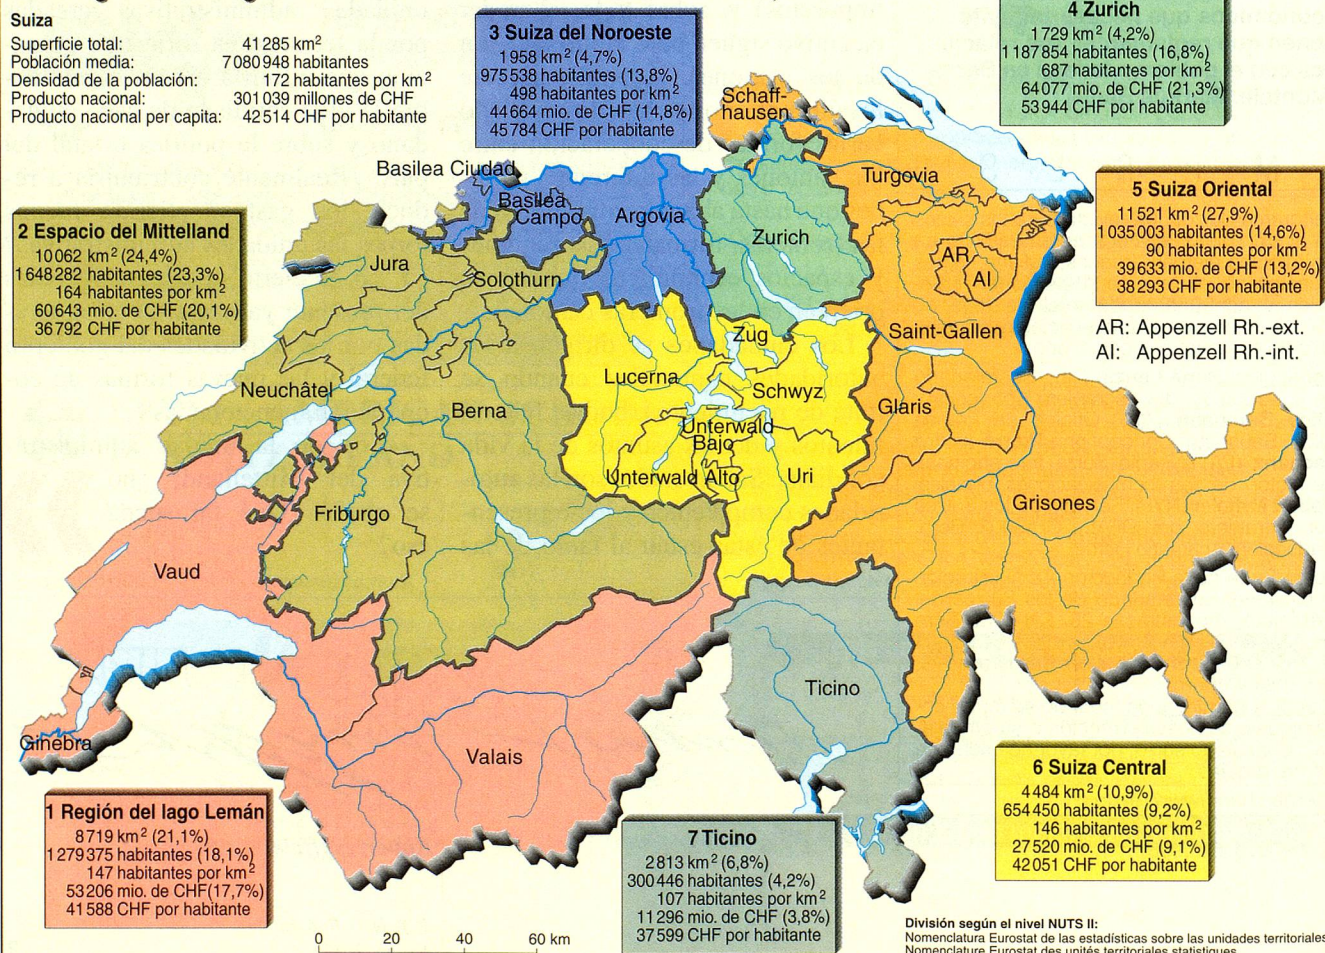 Suiza
Superficie total: 41 285 km²
Población media: 7 080 948 habitantes
Densidad de la población: 172 habitantes por km²
Producto nacional: 301 039 millones de CHF
Producto nacional per capita: 42 514 CHF por habitante
3 Suiza del Noroeste
1 958 km² (4,7%)
975 538 habitantes (13,8%)
498 habitantes por km²
44 664 mio. de CHF (14,8%)
45 784 CHF por habitante
4 Zurich
1 729 km² (4,2%)
1 187 854 habitantes (16,8%)
687 habitantes por km²
64 077 mio. de CHF (21,3%)
53 944 CHF por habitante
2 Espacio del Mittelland
10 062 km² (24,4%)
1 648 282 habitantes (23,3%)
164 habitantes por km²
60 643 mio. de CHF (20,1%)
36 792 CHF por habitante
5 Suiza Oriental
11 521 km² (27,9%)
1 035 003 habitantes (14,6%)
90 habitantes por km²
39 633 mio. de CHF (13,2%)
38 293 CHF por habitante
AR: Appenzell Rh.-ext.
AI: Appenzell Rh.-int.
Schaff-
hausen
Basilea Ciudad
Basilea
Campo
Argovia
Turgovia
Zurich
Jura
Solothurn
AR
AI
Saint-Gallen
Zug
Neuchâtel
Berna
Lucerna
Schwyz
Glaris
Unterwald
Bajo
Unterwald Alto
Uri
Grisones
Friburgo
Vaud
Ticino
Ginebra
Valais
1 Región del lago Lemán
8 719 km² (21,1%)
1 279 375 habitantes (18,1%)
147 habitantes por km²
53 206 mio. de CHF(17,7%)
41 588 CHF por habitante
7 Ticino
2 813 km² (6,8%)
300 446 habitantes (4,2%)
107 habitantes por km²
11 296 mio. de CHF (3,8%)
37 599 CHF por habitante
6 Suiza Central
4 484 km² (10,9%)
654 450 habitantes (9,2%)
146 habitantes por km²
27 520 mio. de CHF (9,1%)
42 051 CHF por habitante
0 20 40 60 km
División según el nivel NUTS II:
Nomenclatura Eurostat de las estadísticas sobre las unidades territoriales
Nomenclature Eurostat des unités territoriales statistiques